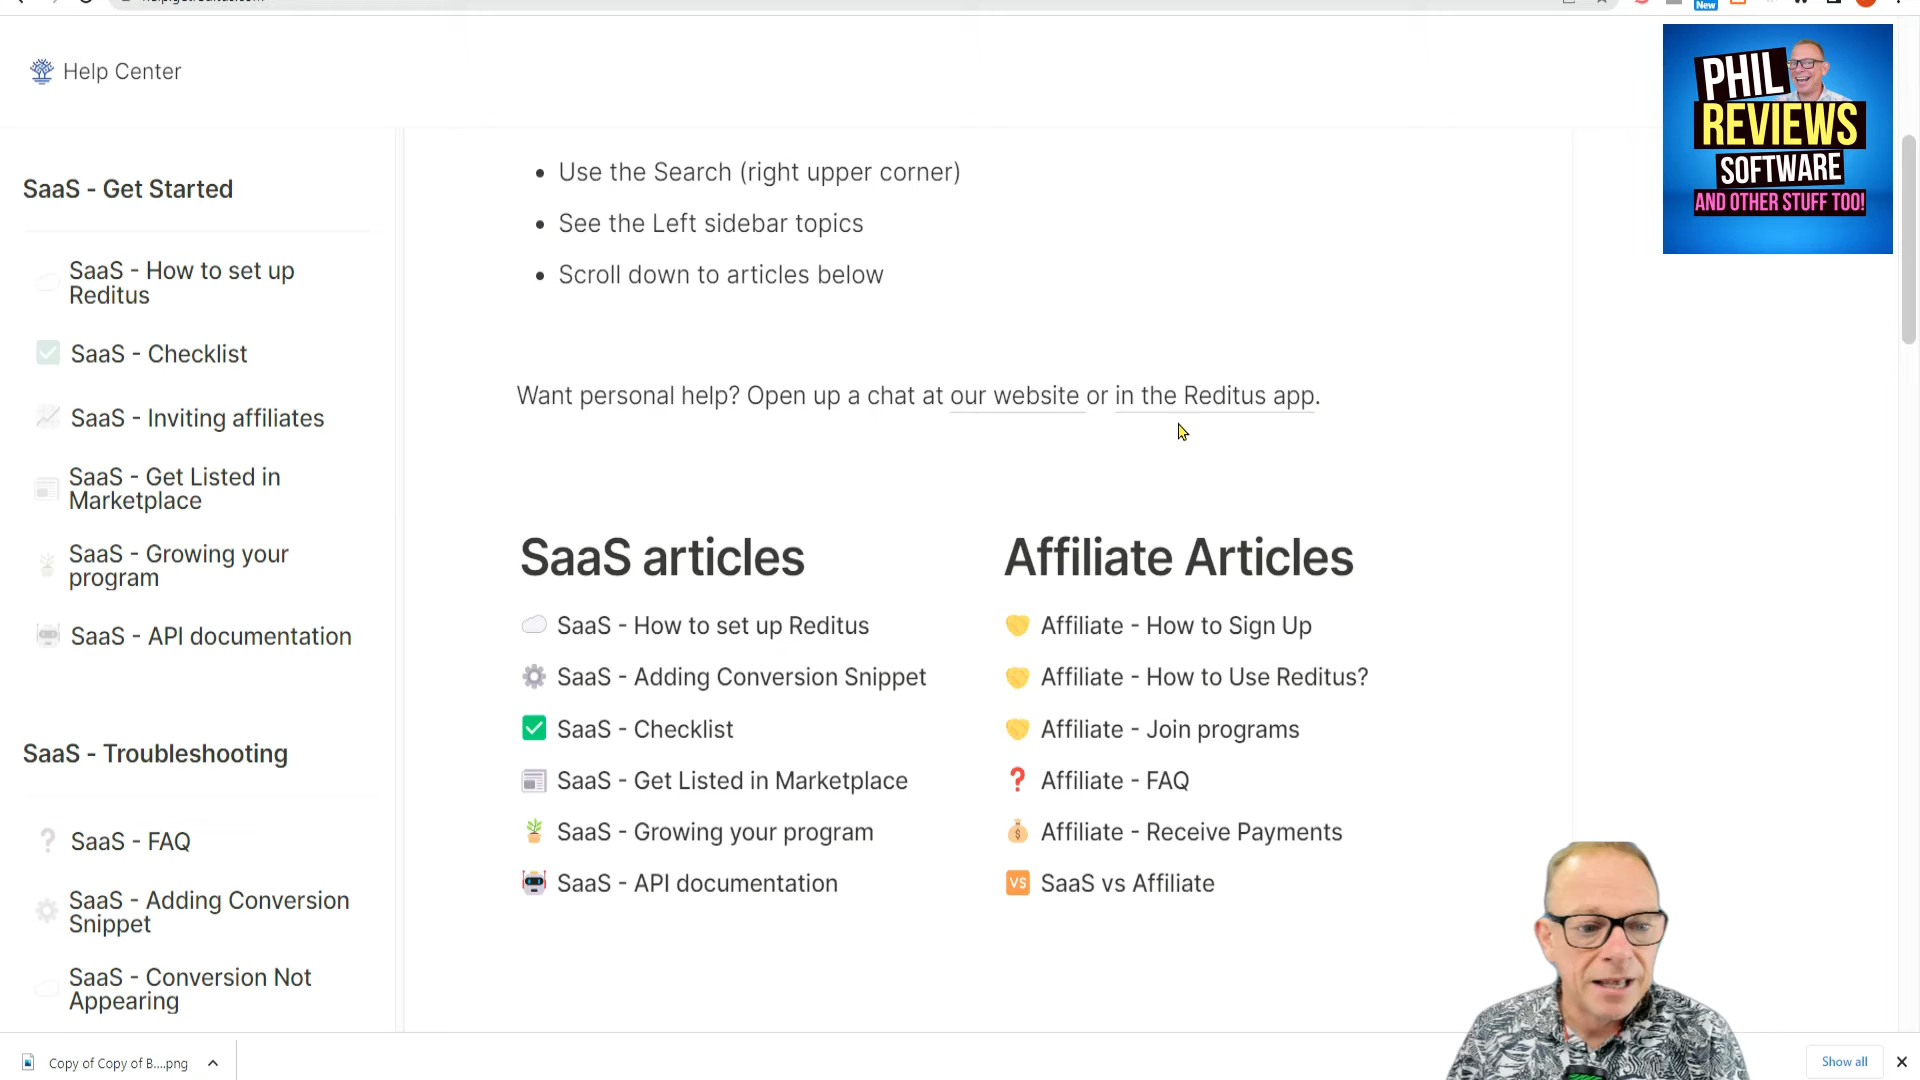 New
Help Center
PHIL
REVIEWS
SOFTWARE
AND OTHER STUFF TOO!
SaaS - Get Started
SaaS - How to set up
Reditus
SaaS - Checklist
SaaS - Inviting affiliates
SaaS - Get Listed in
Marketplace
SaaS - Growing your
program
SaaS - API documentation
SaaS - Troubleshooting
SaaS - FAQ
SaaS - Adding Conversion
Snippet
SaaS - Conversion Not
Appearing
Use the Search (right upper corner)
See the Left sidebar topics
Scroll down to articles below
Want personal help? Open up a chat at our website or in the Reditus app.
SaaS articles
SaaS - How to set up Reditus
SaaS - Adding Conversion Snippet
SaaS - Checklist
SaaS - Get Listed in Marketplace
SaaS - Growing your program
SaaS - API documentation
Affiliate Articles
Affiliate - How to Sign Up
Affiliate - How to Use Reditus?
Affiliate - Join programs
Affiliate - FAQ
Affiliate - Receive Payments
VS SaaS vs Affiliate
Copy of Copy of B....png
Show all